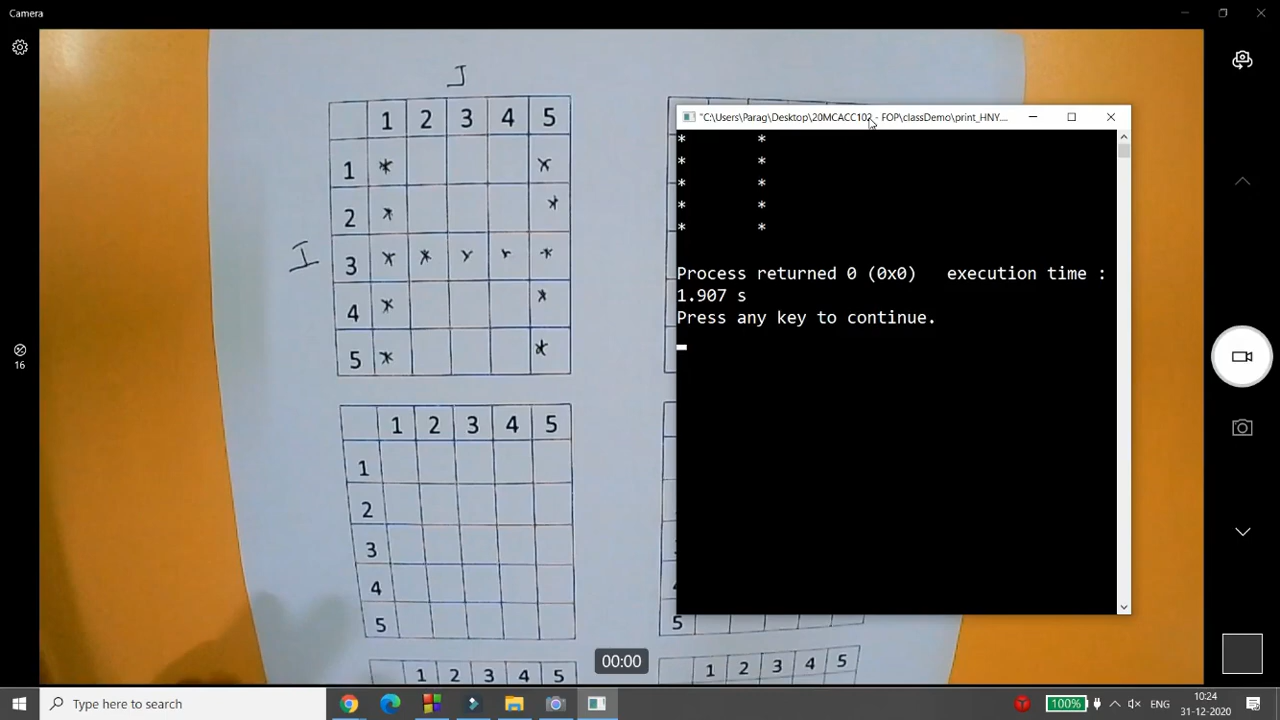 Camera
J
1 2 3 4 5
1 * *
2 * *
I 3 * * * * *
4 * *
5 * *
1 2 3 4 5
1
2
3
4
5
5
1 2 3 4 5
1 2 3 4 5
"C:\Users\Parag\Desktop\20MCACC102 - FOP\classDemo\print_HNY....
* *
* *
* *
* *
* *
Process returned 0 (0x0) execution time :
1.907 s
Press any key to continue.
16
00:00
Type here to search
100%
ENG
10:24
31-12-2020